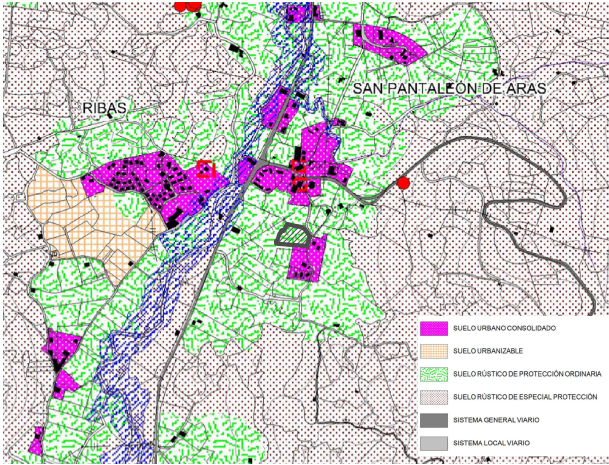 SAN PANTALEÓN DE ARAS
RIBAS
SUELO URBANO CONSOLIDADO
SUELO URBANIZABLE
SUELO RÚSTICO DE PROTECCIÓN ORDINARIA
SUELO RÚSTICO DE ESPECIAL PROTECCIÓN
SISTEMA GENERAL VIARIO
SISTEMA LOCAL VIARIO